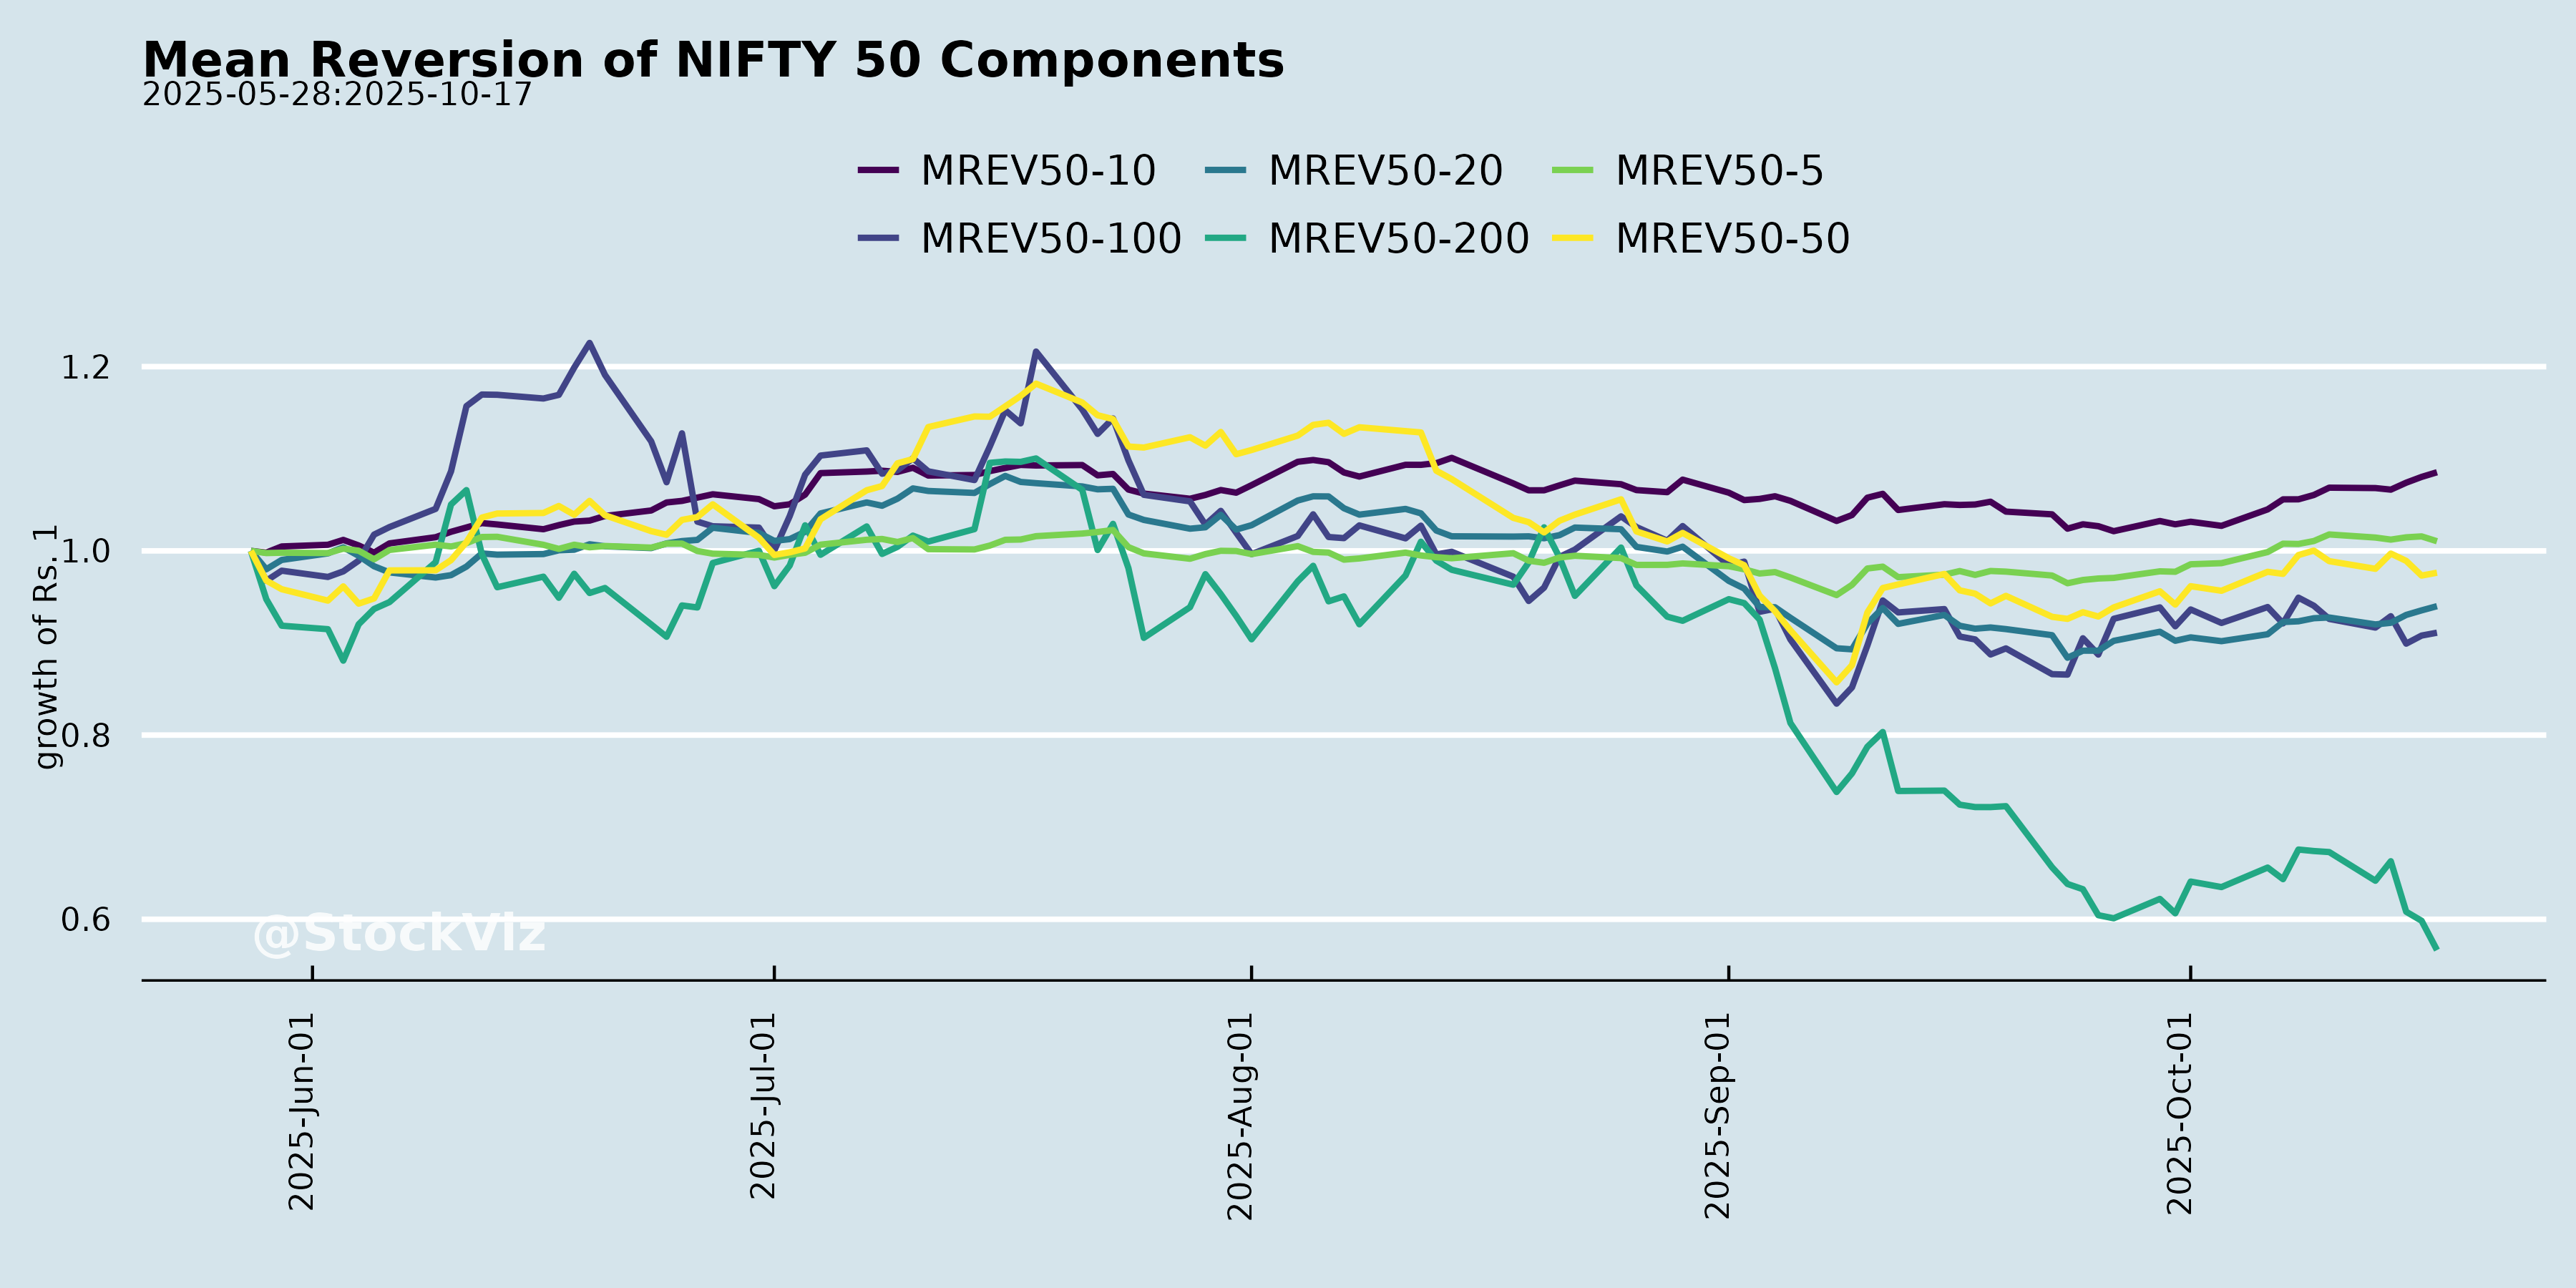 Mean Reversion of NIFTY 50 Components
2025-05-28:2025-10-17
MREV50-10 MREV50-20 MREV50-5
MREV50-100 MREV50-200 MREV50-50
growth of Rs.1
1.2
1.0
0.8
0.6
@StockViz
2025-Jun-01
2025-Jul-01
2025-Aug-01
2025-Sep-01
2025-Oct-01